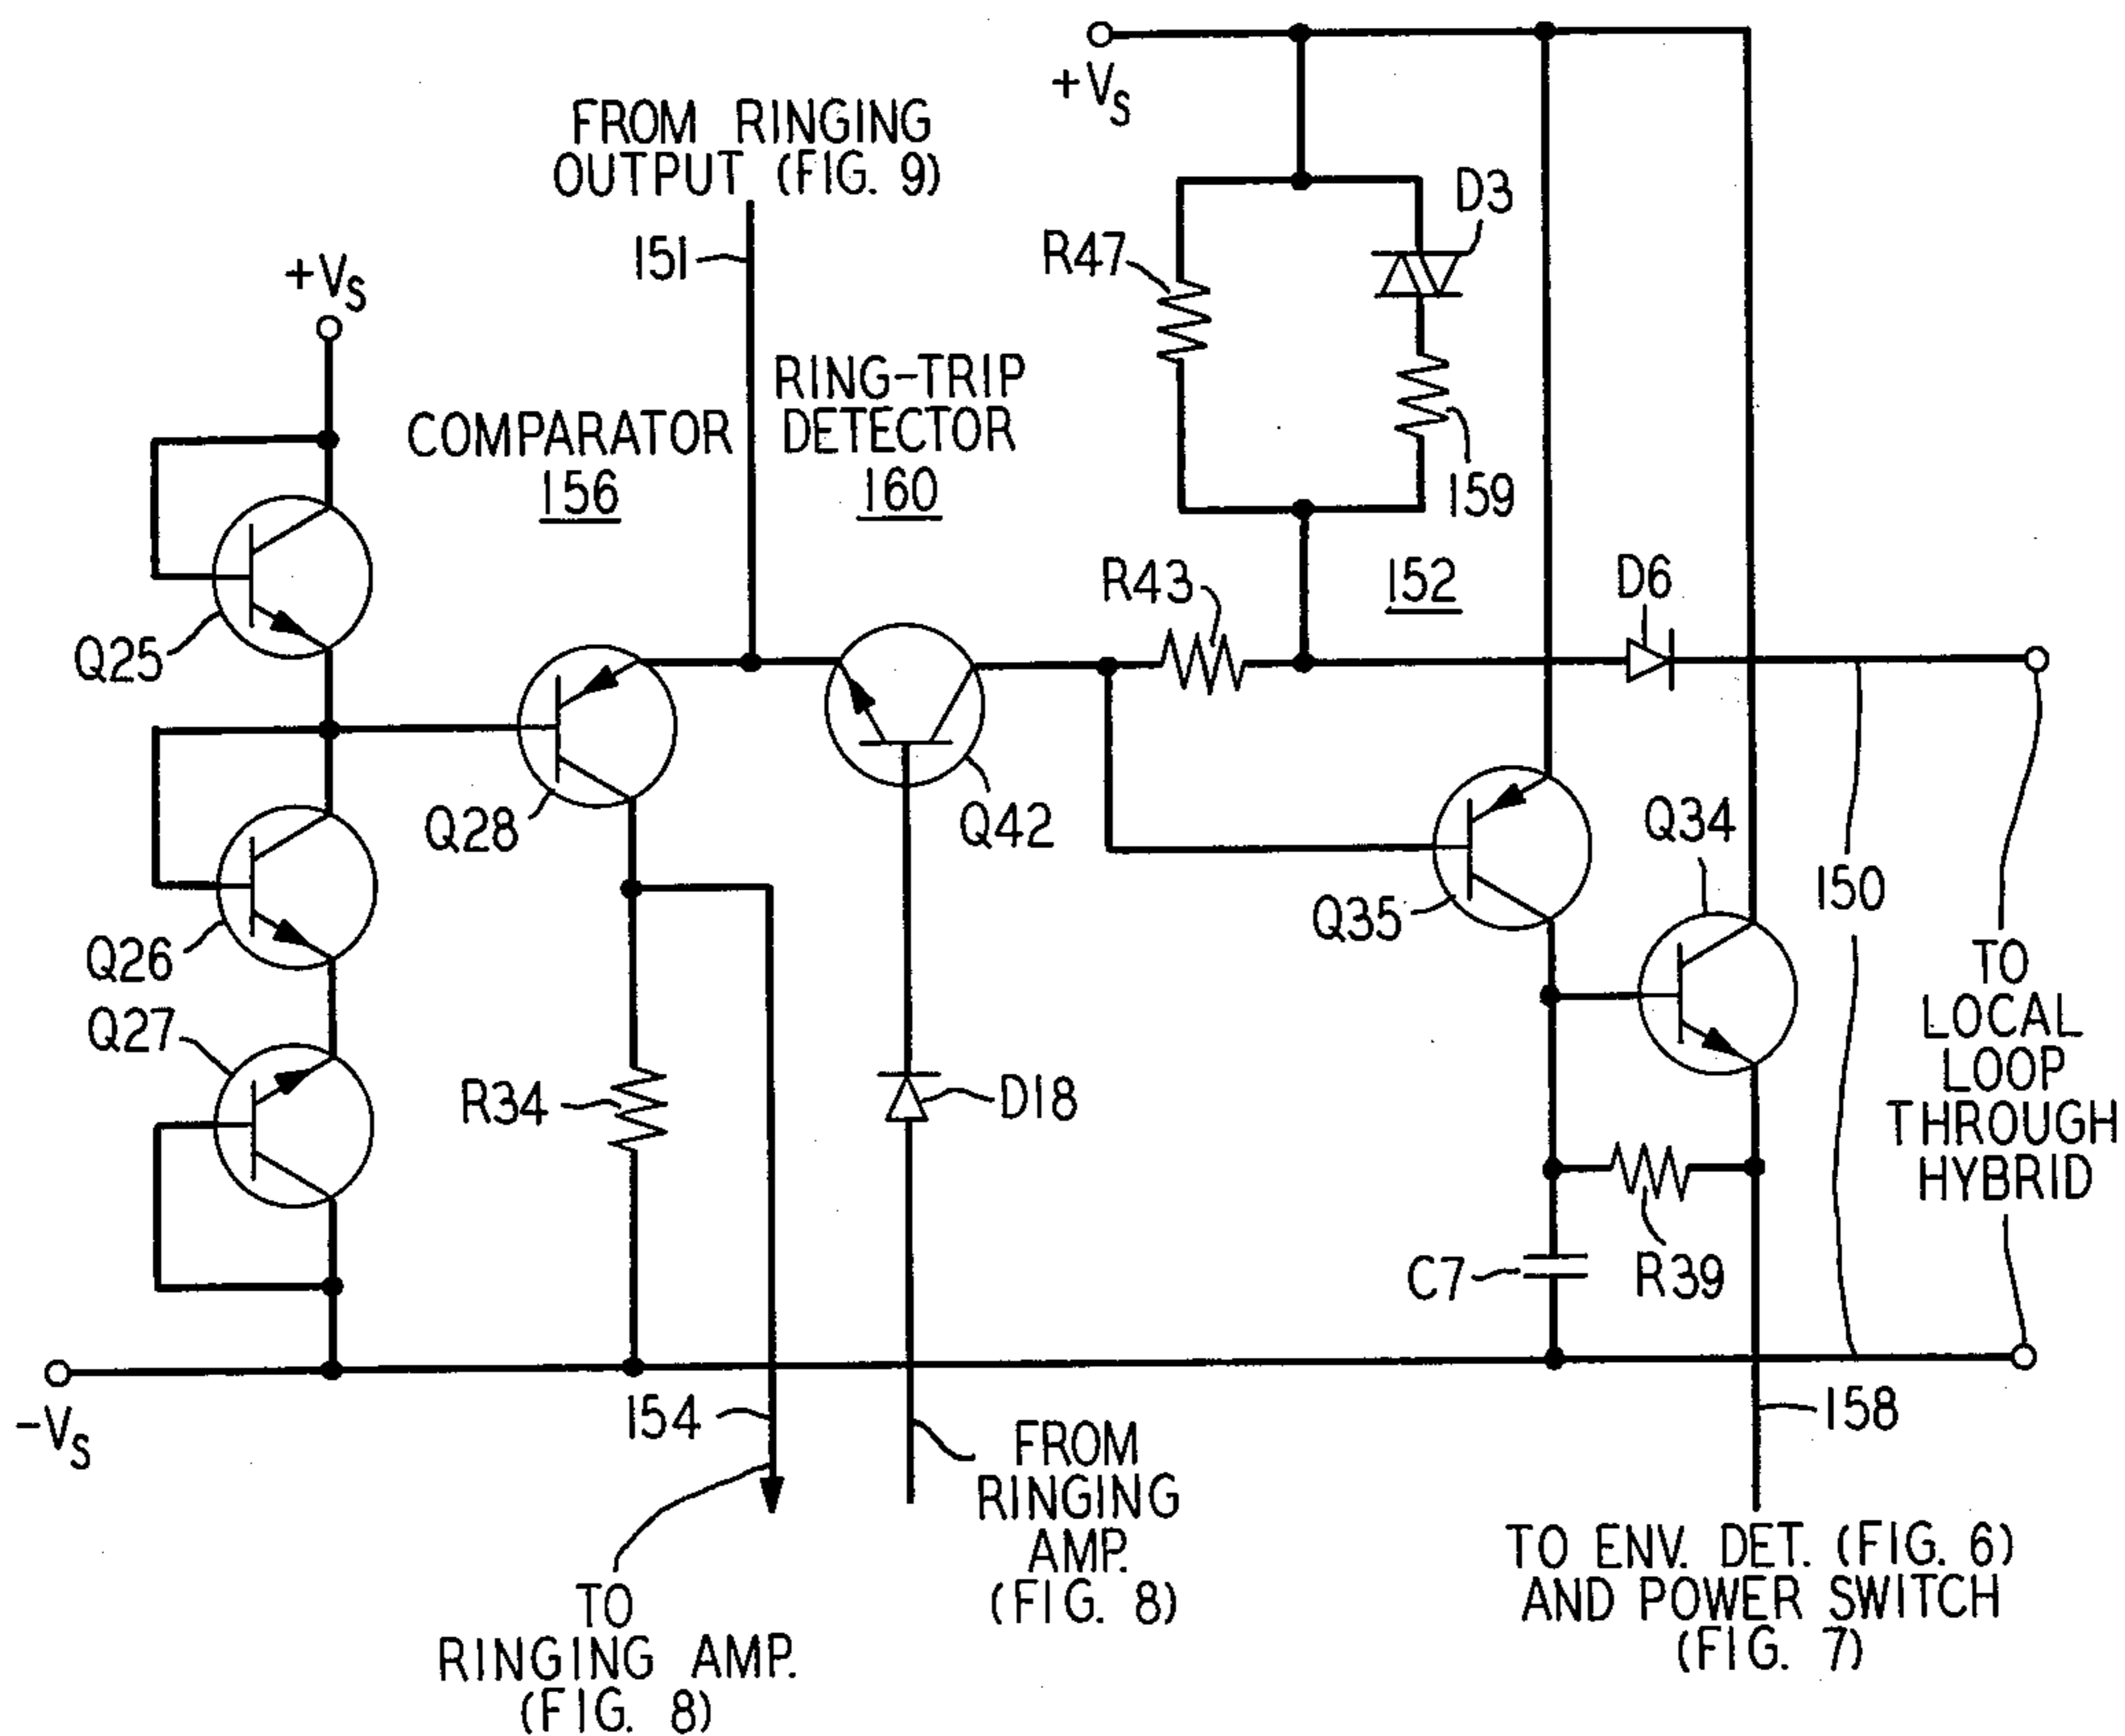 +VS
FROM RINGING
OUTPUT (FIG. 9)
151
D3
R47
+VS
RING-TRIP
DETECTOR
160
COMPARATOR
156
159
152
R43
D6
Q25
Q28
Q42
Q34
Q35
150
Q26
Q27
R34
D18
TO
LOCAL
LOOP
THROUGH
HYBRID
C7
R39
-VS
154
158
FROM
RINGING
AMP.
(FIG. 8)
TO
RINGING AMP.
(FIG. 8)
TO ENV. DET. (FIG. 6)
AND POWER SWITCH
(FIG. 7)